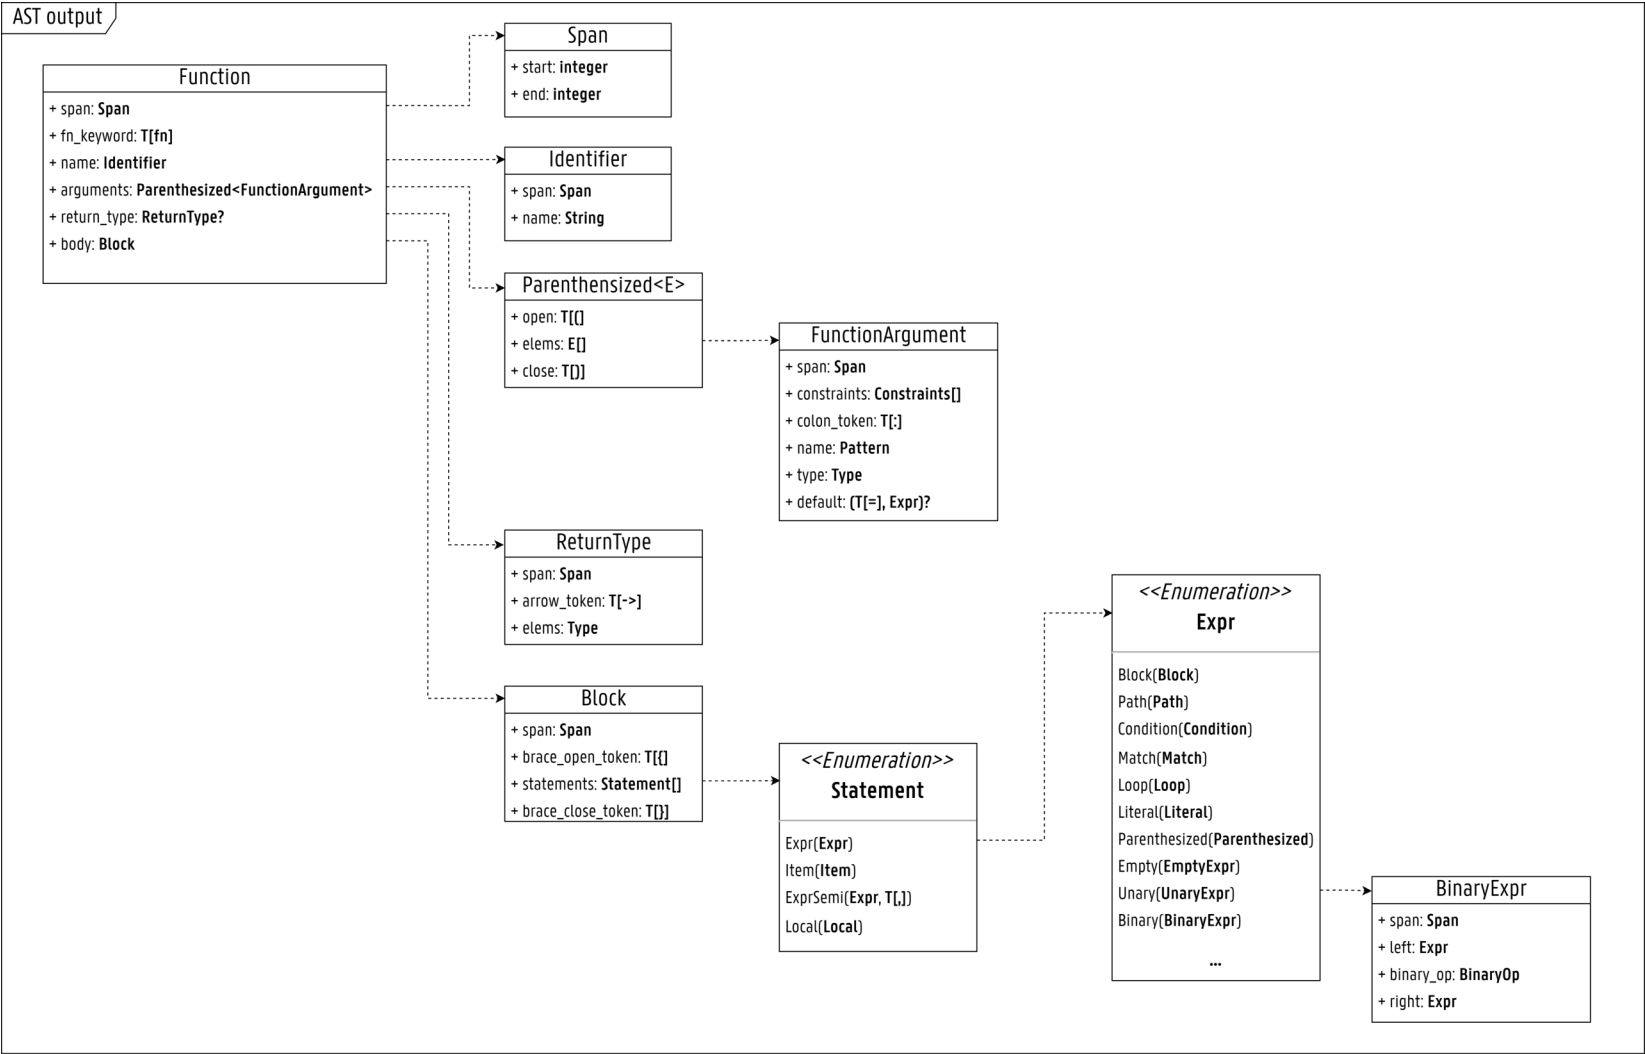 AST output
Function
+ span: Span
+ fn_keyword: T[fn]
+ name: Identifier
+ arguments: Parenthesized<FunctionArgument>
+ return_type: ReturnType?
+ body: Block
Span
+ start: integer
+ end: integer
Identifier
+ span: Span
+ name: String
Parenthensized<E>
+ open: T[(]
+ elems: E[]
+ close: T[)]
FunctionArgument
+ span: Span
+ constraints: Constraints[]
+ colon_token: T[:]
+ name: Pattern
+ type: Type
+ default: (T[=], Expr)?
ReturnType
+ span: Span
+ arrow_token: T[->]
+ elems: Type
Block
+ span: Span
+ brace_open_token: T[{]
+ statements: Statement[]
+ brace_close_token: T[}]
<<Enumeration>>
Statement
Expr(Expr)
Item(Item)
ExprSemi(Expr, T[,])
Local(Local)
<<Enumeration>>
Expr
Block(Block)
Path(Path)
Condition(Condition)
Match(Match)
Loop(Loop)
Literal(Literal)
Parenthesized(Parenthesized)
Empty(EmptyExpr)
Unary(UnaryExpr)
Binary(BinaryExpr)
...
BinaryExpr
+ span: Span
+ left: Expr
+ binary_op: BinaryOp
+ right: Expr